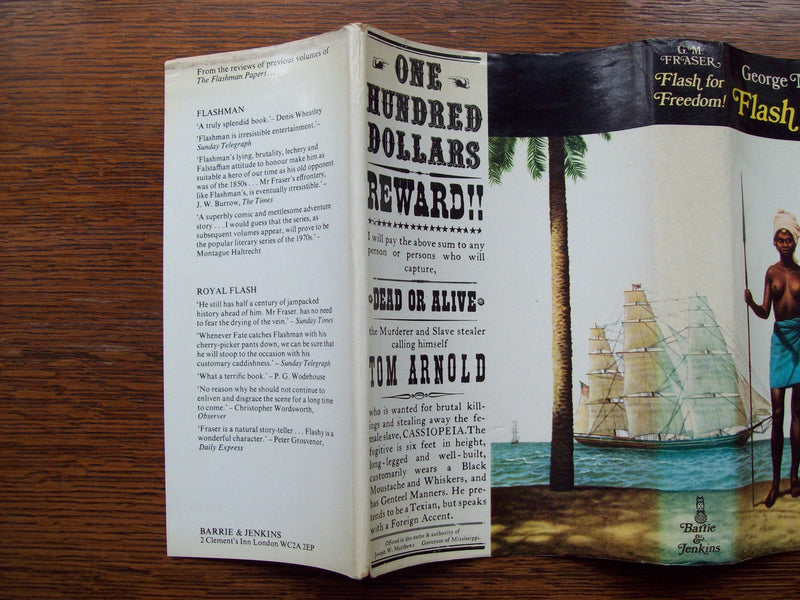 From the reviews of previous volumes of
The Flashman Papers...
FLASHMAN
'A truly splendid book.' – Denis Wheatley
'Flashman is irresistible entertainment.' –
Sunday Telegraph
'Flashman's lying, brutality, lechery and
Falstaffian attitude to honour make him as
suitable a hero of our time as his old opponent
was of the 1850s . . . Mr Fraser's effrontery,
like Flashman's, is eventually irresistible.' –
J. W. Burrow, The Times
'A superbly comic and mettlesome adventure
story . . . I would guess that the series, as
subsequent volumes appear, will prove to be
the popular literary series of the 1970s.' –
Montague Haltrecht
ROYAL FLASH
'He still has half a century of jampacked
history ahead of him. Mr Fraser. has no need
to fear the drying of the vein.' – Sunday Times
'Whenever Fate catches Flashman with his
cherry-picker pants down, we can be sure that
he will stoop to the occasion with his
customary caddishness.' – Sunday Telegraph
'What a terrific book.' – P. G. Wodehouse
'No reason why he should not continue to
enliven and disgrace the scene for a long time
to come.' – Christopher Wordsworth,
Observer
'Fraser is a natural story-teller . . . Flashy is a
wonderful character.' – Peter Grosvenor,
Daily Express
BARRIE & JENKINS
2 Clement's Inn London WC2A 2EP
ONE
HUNDRED
DOLLARS
REWARD!!
I will pay the above sum to any
person or persons who will
capture,
DEAD OR ALIVE
the Murderer and Slave stealer
calling himself
TOM ARNOLD
who is wanted for brutal kill-
ings and stealing away the fe-
male slave, CASSIOPEIA. The
fugitive is six feet in height,
long-legged and well-built,
customarily wears a Black
Moustache and Whiskers, and
has Genteel Manners. He pre-
tends to be a Texian, but speaks
with a Foreign Accent.
Offered in the name & authority of
Joseph W. Matthews Governor of Mississippi.
G. M.
FRASER
Flash for
Freedom!
Barrie
&
Jenkins
George
Flash